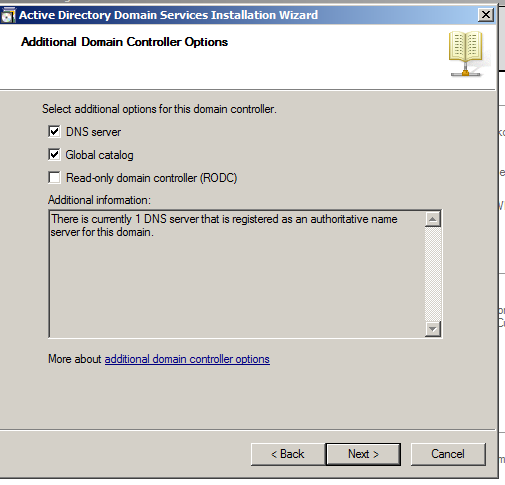 Active Directory Domain Services Installation Wizard
Additional Domain Controller Options
Select additional options for this domain controller.
DNS server
Global catalog
Read-only domain controller (RODC)
Additional information:
There is currently 1 DNS server that is registered as an authoritative name
server for this domain.
More about additional domain controller options
< Back
Next >
Cancel